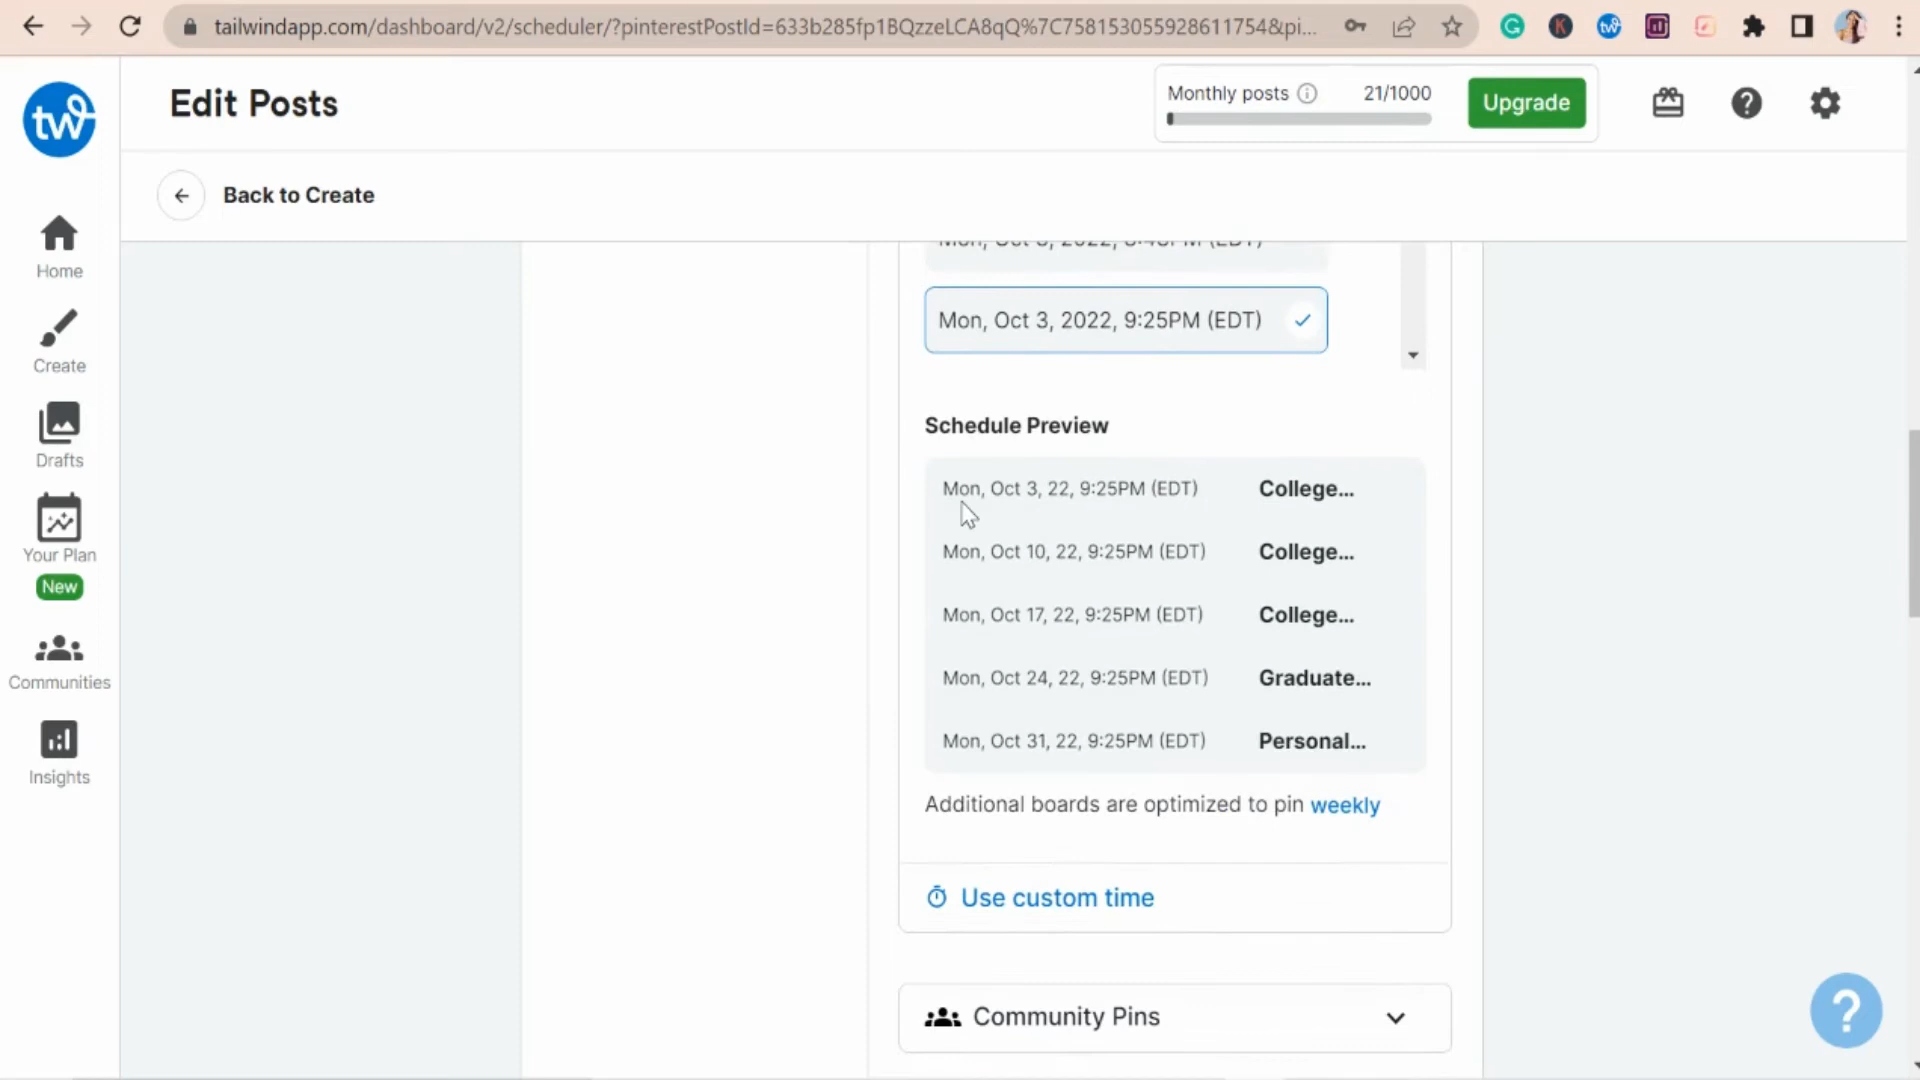 tailwindapp.com/dashboard/v2/scheduler/?pinterestPostId=633b285fp1BQzzeLCA8qQ%7C758153055928611754&pi...
tw
Edit Posts
Monthly posts 21/1000
Upgrade
Back to Create
Home
Create
Drafts
Your Plan
New
Communities
Insights
Mon, Oct 3, 2022, 9:25PM (EDT)
Schedule Preview
Mon, Oct 3, 22, 9:25PM (EDT) College...
Mon, Oct 10, 22, 9:25PM (EDT) College...
Mon, Oct 17, 22, 9:25PM (EDT) College...
Mon, Oct 24, 22, 9:25PM (EDT) Graduate...
Mon, Oct 31, 22, 9:25PM (EDT) Personal...
Additional boards are optimized to pin weekly
Use custom time
Community Pins